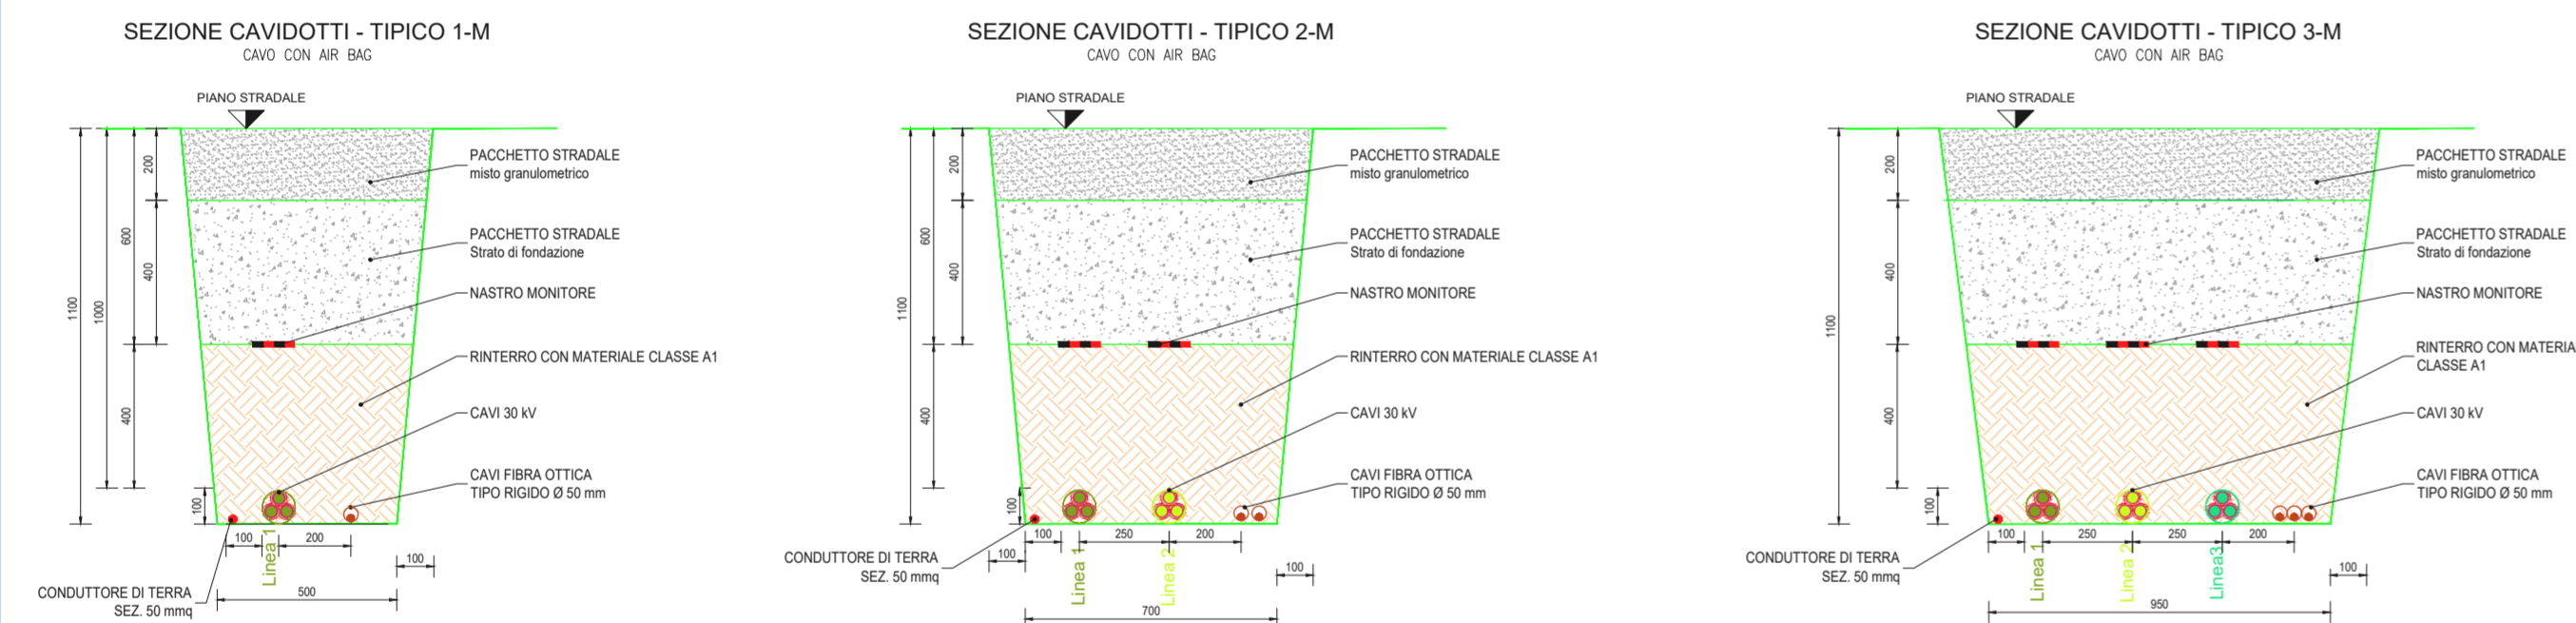 SEZIONE CAVIDOTTI - TIPICO 1-M
CAVO CON AIR BAG
PIANO STRADALE
PACCHETTO STRADALE
misto granulometrico
PACCHETTO STRADALE
Strato di fondazione
NASTRO MONITORE
RINTERRO CON MATERIALE CLASSE A1
CAVI 30 kV
CAVI FIBRA OTTICA
TIPO RIGIDO Ø 50 mm
1100
1000
600
400
200
400
100
100
200
100
Linea 1
500
CONDUTTORE DI TERRA
SEZ. 50 mmq
SEZIONE CAVIDOTTI - TIPICO 2-M
CAVO CON AIR BAG
PIANO STRADALE
PACCHETTO STRADALE
misto granulometrico
PACCHETTO STRADALE
Strato di fondazione
NASTRO MONITORE
RINTERRO CON MATERIALE CLASSE A1
CAVI 30 kV
CAVI FIBRA OTTICA
TIPO RIGIDO Ø 50 mm
1100
600
400
200
400
100
100
250
200
100
100
Linea 1
Linea 2
700
CONDUTTORE DI TERRA
SEZ. 50 mmq
SEZIONE CAVIDOTTI - TIPICO 3-M
CAVO CON AIR BAG
PIANO STRADALE
PACCHETTO STRADALE
misto granulometrico
PACCHETTO STRADALE
Strato di fondazione
NASTRO MONITORE
RINTERRO CON MATERIA
CLASSE A1
CAVI 30 kV
CAVI FIBRA OTTICA
TIPO RIGIDO Ø 50 mm
1100
200
400
400
100
100
250
250
200
100
Linea 1
Linea 2
Linea3
950
CONDUTTORE DI TERRA
SEZ. 50 mmq